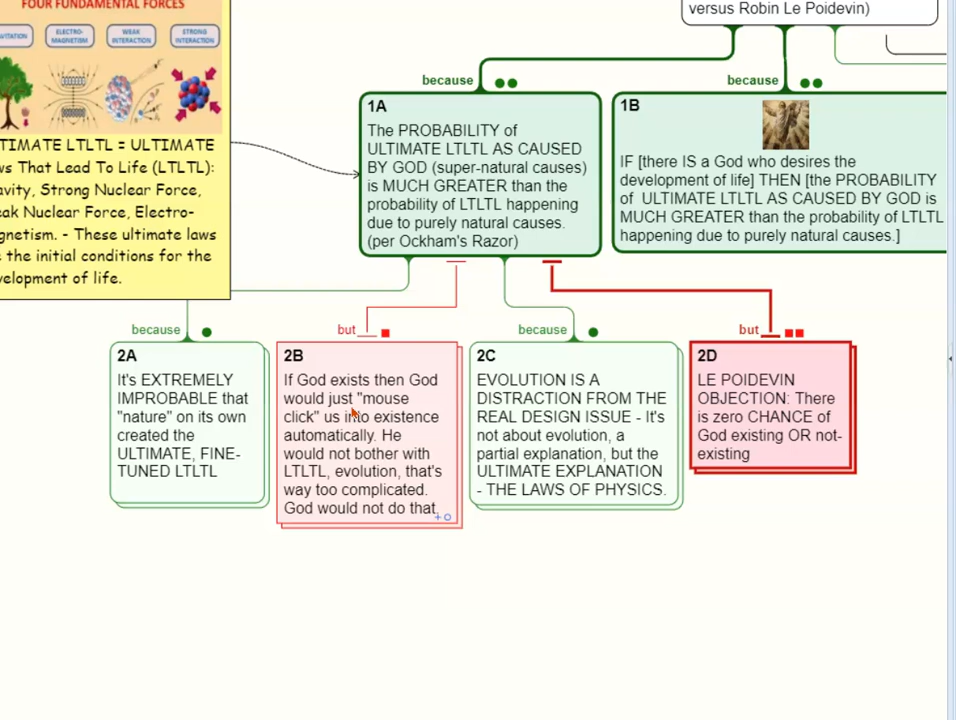 FOUR FUNDAMENTAL FORCES
ELECTRO-
MAGNETISM
WEAK
INTERACTION
STRONG
INTERACTION
= ULTIMATE
That Lead To Life (LTLTL):
Strong Nuclear Force,
Nuclear Force, Electro-
- These ultimate laws
the initial conditions for the
of life.
versus Robin Le Poidevin)
because
because
1A
The PROBABILITY of
ULTIMATE LTLTL AS CAUSED
BY GOD (super-natural causes)
is MUCH GREATER than the
probability of LTLTL happening
due to purely natural causes.
(per Ockham's Razor)
1B
IF [there IS a God who desires the
development of life] THEN [the PROBABILITY
of ULTIMATE LTLTL AS CAUSED BY GOD is
MUCH GREATER than the probability of LTLTL
happening due to purely natural causes.]
because
but
because
but
2A
It's EXTREMELY
IMPROBABLE that
"nature" on its own
created the
ULTIMATE, FINE-
TUNED LTLTL
2B
If God exists then God
would just "mouse
click" us into existence
automatically. He
would not bother with
LTLTL, evolution, that's
way too complicated.
God would not do that.
2C
EVOLUTION IS A
DISTRACTION FROM THE
REAL DESIGN ISSUE - It's
not about evolution, a
partial explanation, but the
ULTIMATE EXPLANATION
- THE LAWS OF PHYSICS.
2D
LE POIDEVIN
OBJECTION: There
is zero CHANCE of
God existing OR not-
existing